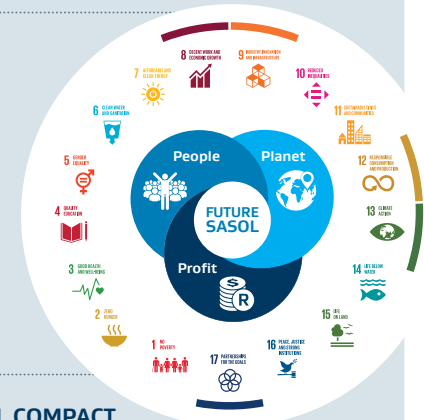 8 DECENT WORK AND
ECONOMIC GROWTH
9 INDUSTRY, INNOVATION
AND INFRASTRUCTURE
7 AFFORDABLE AND
CLEAN ENERGY
10 REDUCED
INEQUALITIES
6 CLEAN WATER
AND SANITATION
11 SUSTAINABLE CITIES
AND COMMUNITIES
5 GENDER
EQUALITY
12 RESPONSIBLE
CONSUMPTION
AND PRODUCTION
4 QUALITY
EDUCATION
13 CLIMATE
ACTION
3 GOOD HEALTH
AND WELL-BEING
14 LIFE BELOW
WATER
2 ZERO
HUNGER
15 LIFE
ON LAND
1 NO
POVERTY
16 PEACE, JUSTICE
AND STRONG
INSTITUTIONS
17 PARTNERSHIPS
FOR THE GOALS
People
Planet
FUTURE
SASOL
Profit
S
R
COMPACT